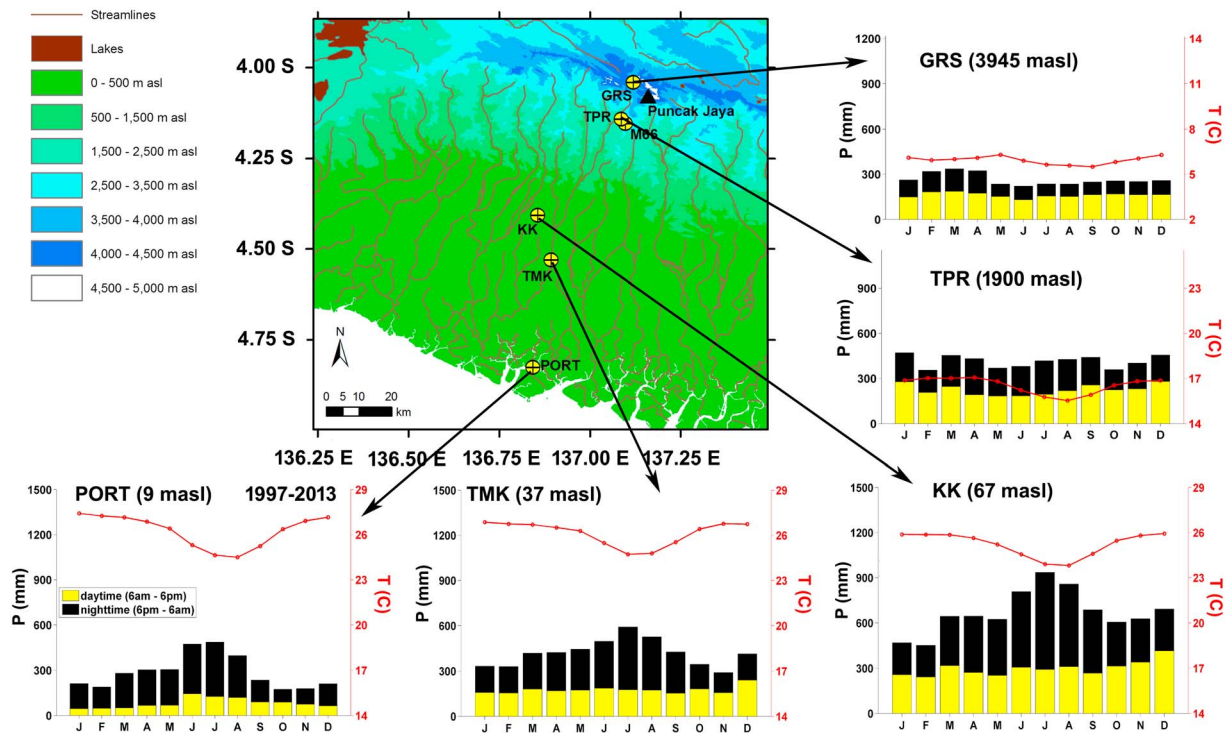 Streamlines
Lakes
0 - 500 m asl
500 - 1,500 m asl
1,500 - 2,500 m asl
2,500 - 3,500 m asl
3,500 - 4,000 m asl
4,000 - 4,500 m asl
4,500 - 5,000 m asl
4.00 S
4.25 S
4.50 S
4.75 S
GRS
Puncak Jaya
TPR
M66
KK
TMK
PORT
N
0 5 10 20
km
136.25 E 136.50 E 136.75 E 137.00 E 137.25 E
GRS (3945 masl)
P (mm)
1200
900
600
300
0
T (C)
14
11
8
5
2
J F M A M J J A S O N D
TPR (1900 masl)
P (mm)
900
600
300
0
T (C)
23
20
17
14
J F M A M J J A S O N D
PORT (9 masl) 1997-2013
P (mm)
1500
1200
900
600
300
0
daytime (6am - 6pm)
nighttime (6pm - 6am)
T (C)
29
26
23
20
17
14
J F M A M J J A S O N D
TMK (37 masl)
P (mm)
1500
1200
900
600
300
0
T (C)
29
26
23
20
17
14
J F M A M J J A S O N D
KK (67 masl)
P (mm)
1500
1200
900
600
300
0
T (C)
29
26
23
20
17
14
J F M A M J J A S O N D